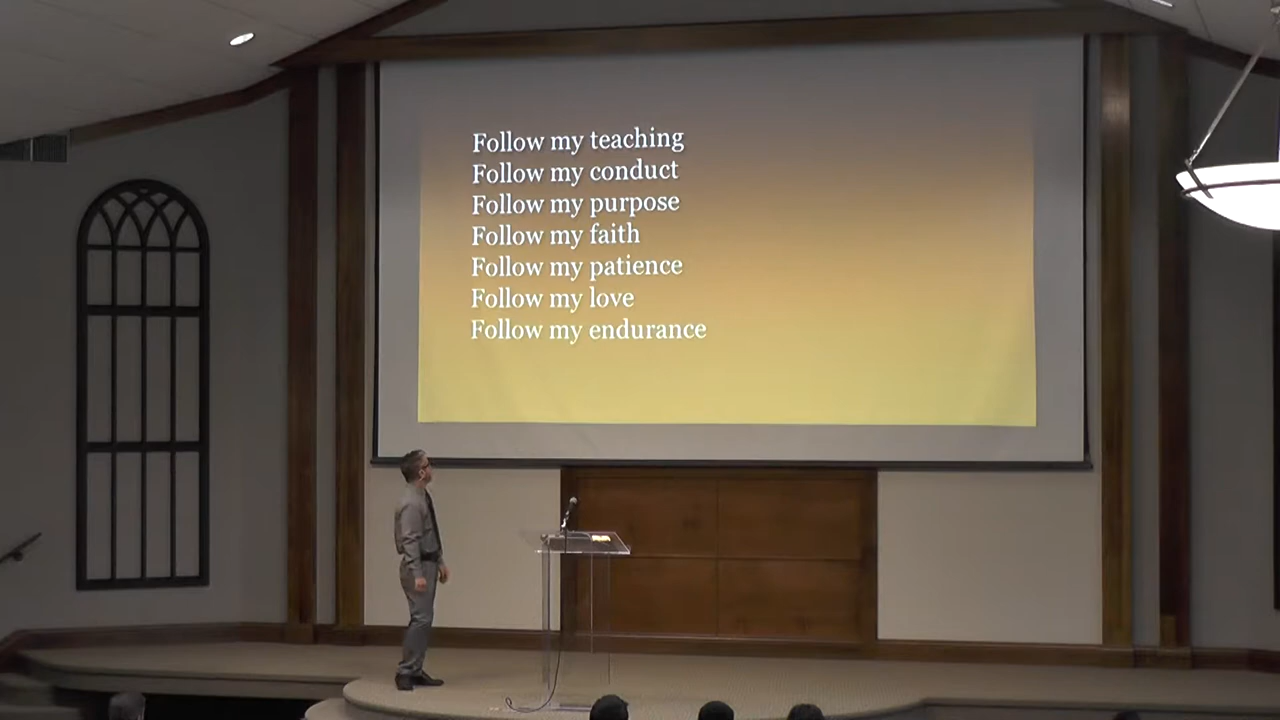 Follow my teaching
Follow my conduct
Follow my purpose
Follow my faith
Follow my patience
Follow my love
Follow my endurance